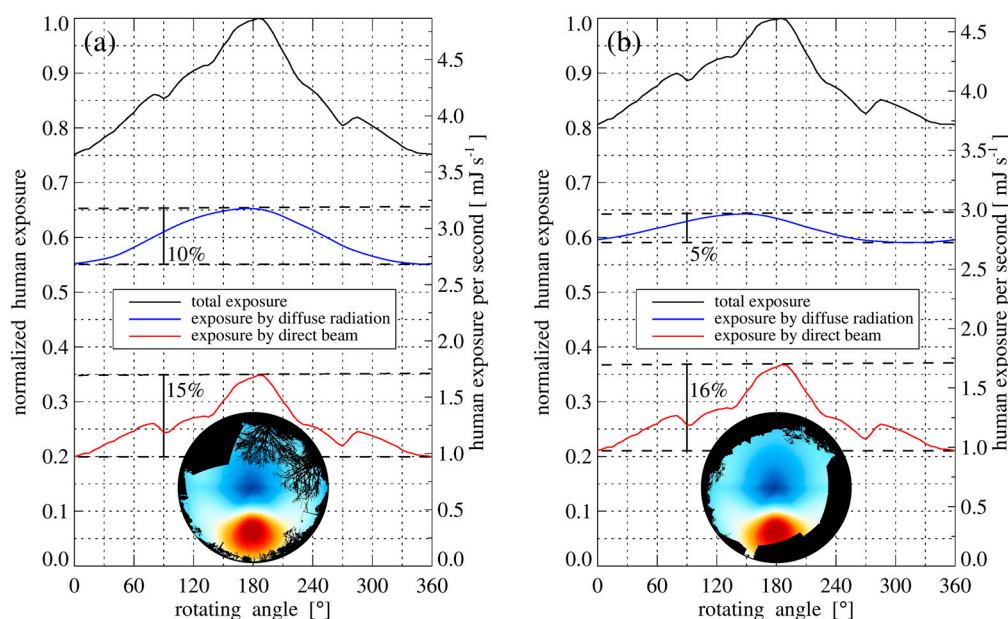 (a)
1.0
0.9
0.8
0.7
0.6
0.5
0.4
0.3
0.2
0.1
0.0
normalized human exposure
4.5
4.0
3.5
3.0
2.5
2.0
1.5
1.0
0.5
0.0
human exposure per second [ mJ s⁻¹ ]
10%
total exposure
exposure by diffuse radiation
exposure by direct beam
15%
0 60 120 180 240 300 360
rotating angle [°]
(b)
1.0
0.9
0.8
0.7
0.6
0.5
0.4
0.3
0.2
0.1
0.0
normalized human exposure
4.5
4.0
3.5
3.0
2.5
2.0
1.5
1.0
0.5
0.0
human exposure per second [ mJ s⁻¹ ]
5%
total exposure
exposure by diffuse radiation
exposure by direct beam
16%
0 60 120 180 240 300 360
rotating angle [°]